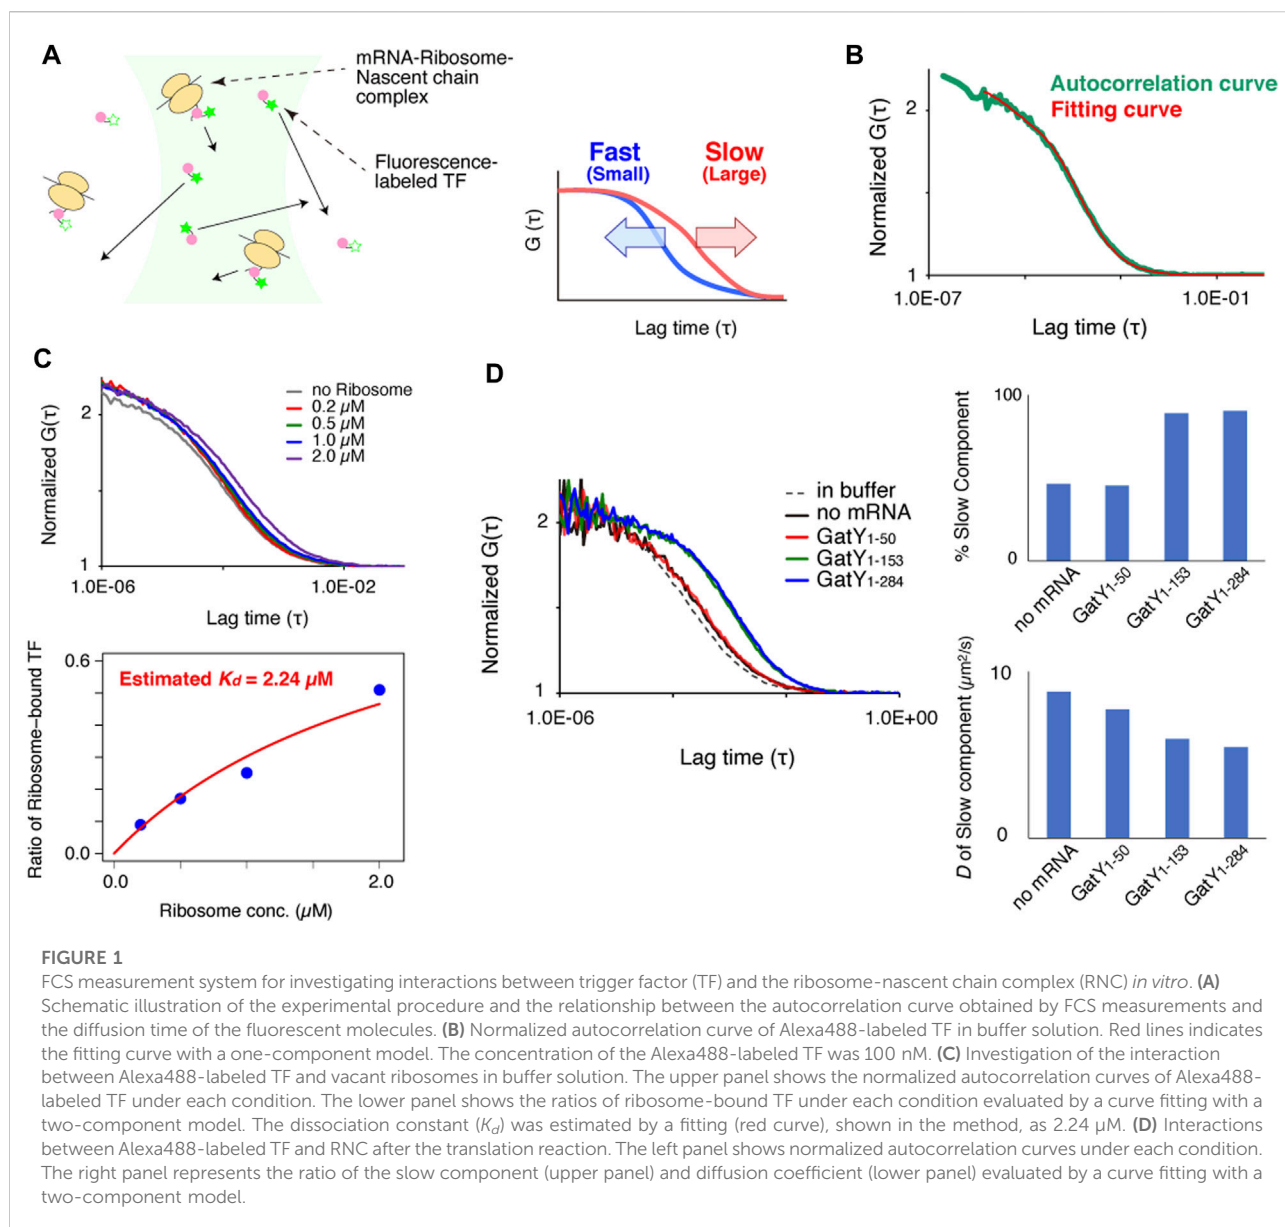 A
mRNA-Ribosome-
Nascent chain
complex
Fluorescence-
labeled TF
Fast
(Small)
Slow
(Large)
G (τ)
Lag time (τ)
B
Autocorrelation curve
Fitting curve
Normalized G(τ)
2
1
1.0E-07
1.0E-01
Lag time (τ)
C
no Ribosome
0.2 μM
0.5 μM
1.0 μM
2.0 μM
Normalized G(τ)
2
1
1.0E-06
1.0E-02
Lag time (τ)
Ratio of Ribosome–bound TF
0.6
0.0
Estimated Kd = 2.24 μM
0.0
2.0
Ribosome conc. (μM)
D
in buffer
no mRNA
GatY1-50
GatY1-153
GatY1-284
Normalized G(τ)
2
1
1.0E-06
1.0E+00
Lag time (τ)
% Slow Component
100
0
no mRNA
GatY1-50
GatY1-153
GatY1-284
D of Slow component (μm²/s)
10
0
no mRNA
GatY1-50
GatY1-153
GatY1-284
FIGURE 1
FCS measurement system for investigating interactions between trigger factor (TF) and the ribosome-nascent chain complex (RNC) in vitro. (A)
Schematic illustration of the experimental procedure and the relationship between the autocorrelation curve obtained by FCS measurements and
the diffusion time of the fluorescent molecules. (B) Normalized autocorrelation curve of Alexa488-labeled TF in buffer solution. Red lines indicates
the fitting curve with a one-component model. The concentration of the Alexa488-labeled TF was 100 nM. (C) Investigation of the interaction
between Alexa488-labeled TF and vacant ribosomes in buffer solution. The upper panel shows the normalized autocorrelation curves of Alexa488-
labeled TF under each condition. The lower panel shows the ratios of ribosome-bound TF under each condition evaluated by a curve fitting with a
two-component model. The dissociation constant (Kd) was estimated by a fitting (red curve), shown in the method, as 2.24 μM. (D) Interactions
between Alexa488-labeled TF and RNC after the translation reaction. The left panel shows normalized autocorrelation curves under each condition.
The right panel represents the ratio of the slow component (upper panel) and diffusion coefficient (lower panel) evaluated by a curve fitting with a
two-component model.